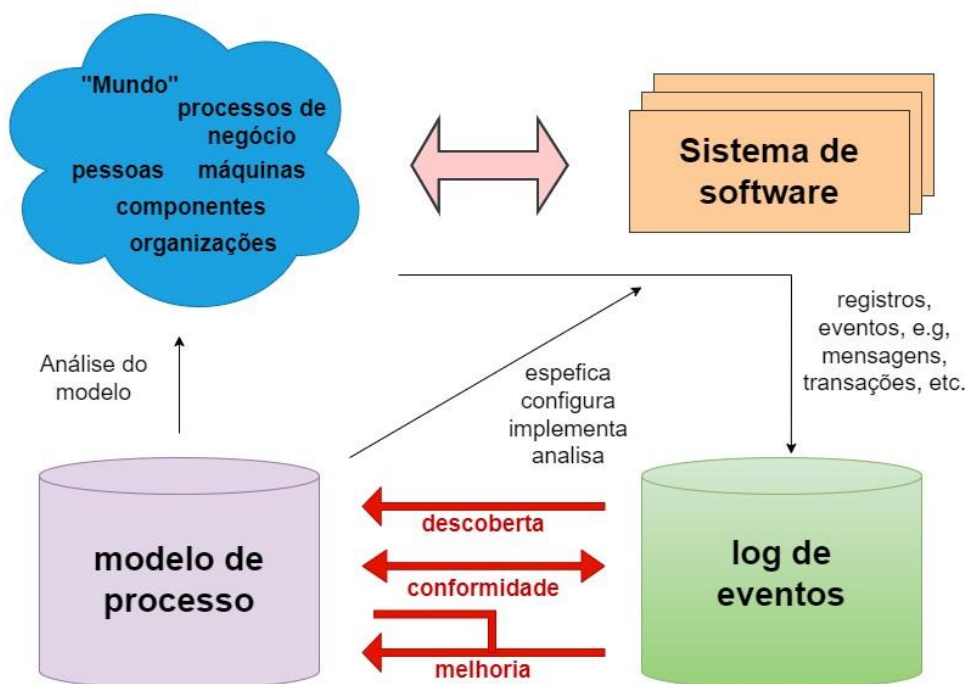 "Mundo"
processos de
negócio
pessoas máquinas
componentes
organizações
Sistema de
software
registros,
eventos, e.g,
mensagens,
transações, etc.
Análise do
modelo
espefica
configura
implementa
analisa
modelo de
processo
descoberta
conformidade
melhoria
log de
eventos